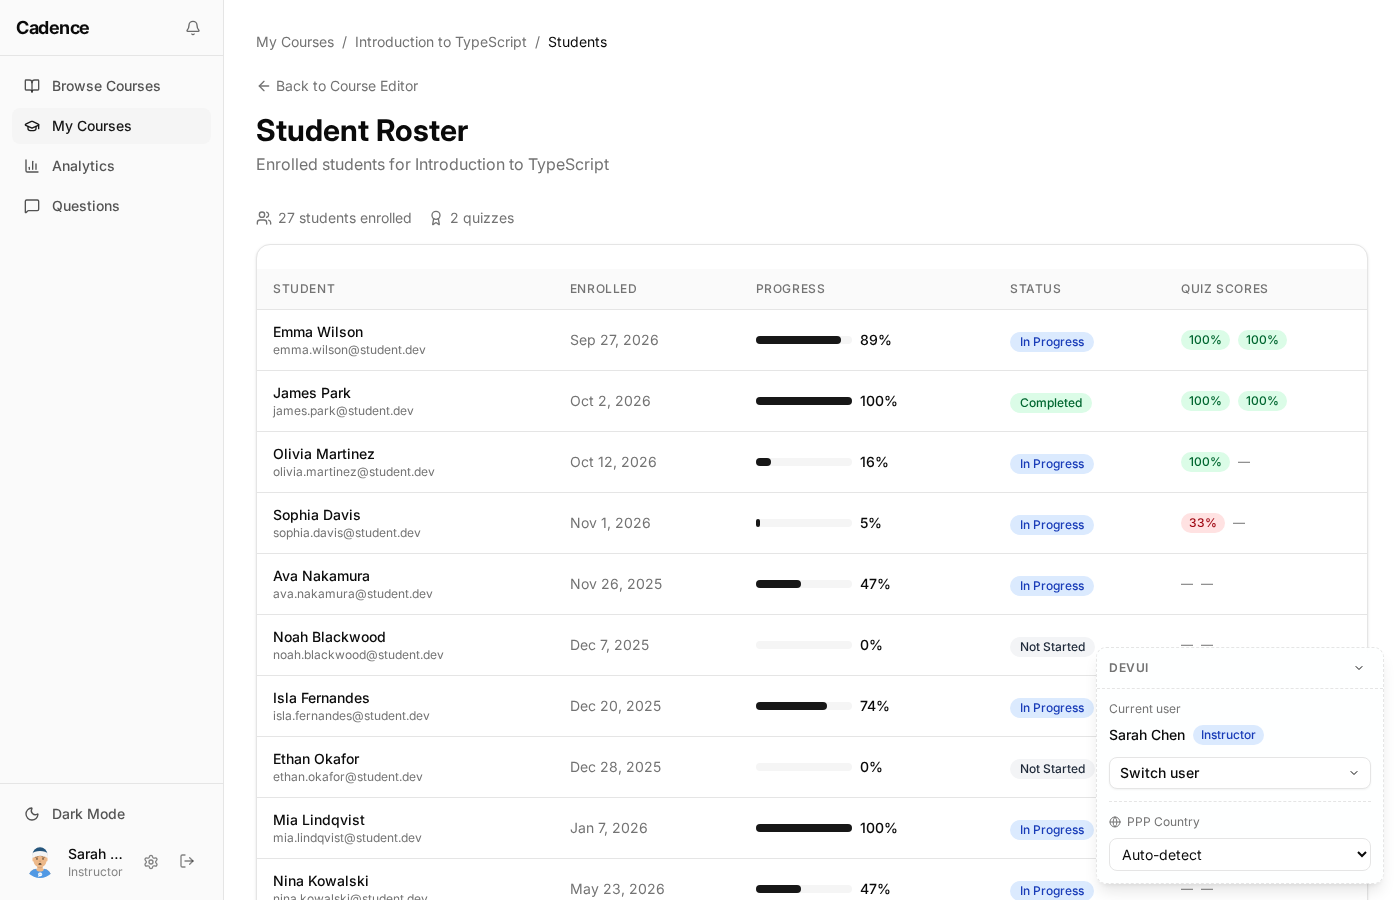 Cadence
Browse Courses
My Courses
Analytics
Questions
Dark Mode
Sarah ...
Instructor
My Courses / Introduction to TypeScript / Students
Back to Course Editor
Student Roster
Enrolled students for Introduction to TypeScript
27 students enrolled 2 quizzes
STUDENT ENROLLED PROGRESS STATUS QUIZ SCORES
Emma Wilson
emma.wilson@student.dev
Sep 27, 2026 89% In Progress 100% 100%
James Park
james.park@student.dev
Oct 2, 2026 100% Completed 100% 100%
Olivia Martinez
olivia.martinez@student.dev
Oct 12, 2026 16% In Progress 100% —
Sophia Davis
sophia.davis@student.dev
Nov 1, 2026 5% In Progress 33% —
Ava Nakamura
ava.nakamura@student.dev
Nov 26, 2025 47% In Progress — —
Noah Blackwood
noah.blackwood@student.dev
Dec 7, 2025 0% Not Started — —
Isla Fernandes
isla.fernandes@student.dev
Dec 20, 2025 74% In Progress
Ethan Okafor
ethan.okafor@student.dev
Dec 28, 2025 0% Not Started
Mia Lindqvist
mia.lindqvist@student.dev
Jan 7, 2026 100% In Progress
Nina Kowalski
nina.kowalski@student.dev
May 23, 2026 47% In Progress — —
DEVUI
Current user
Sarah Chen Instructor
Switch user
PPP Country
Auto-detect